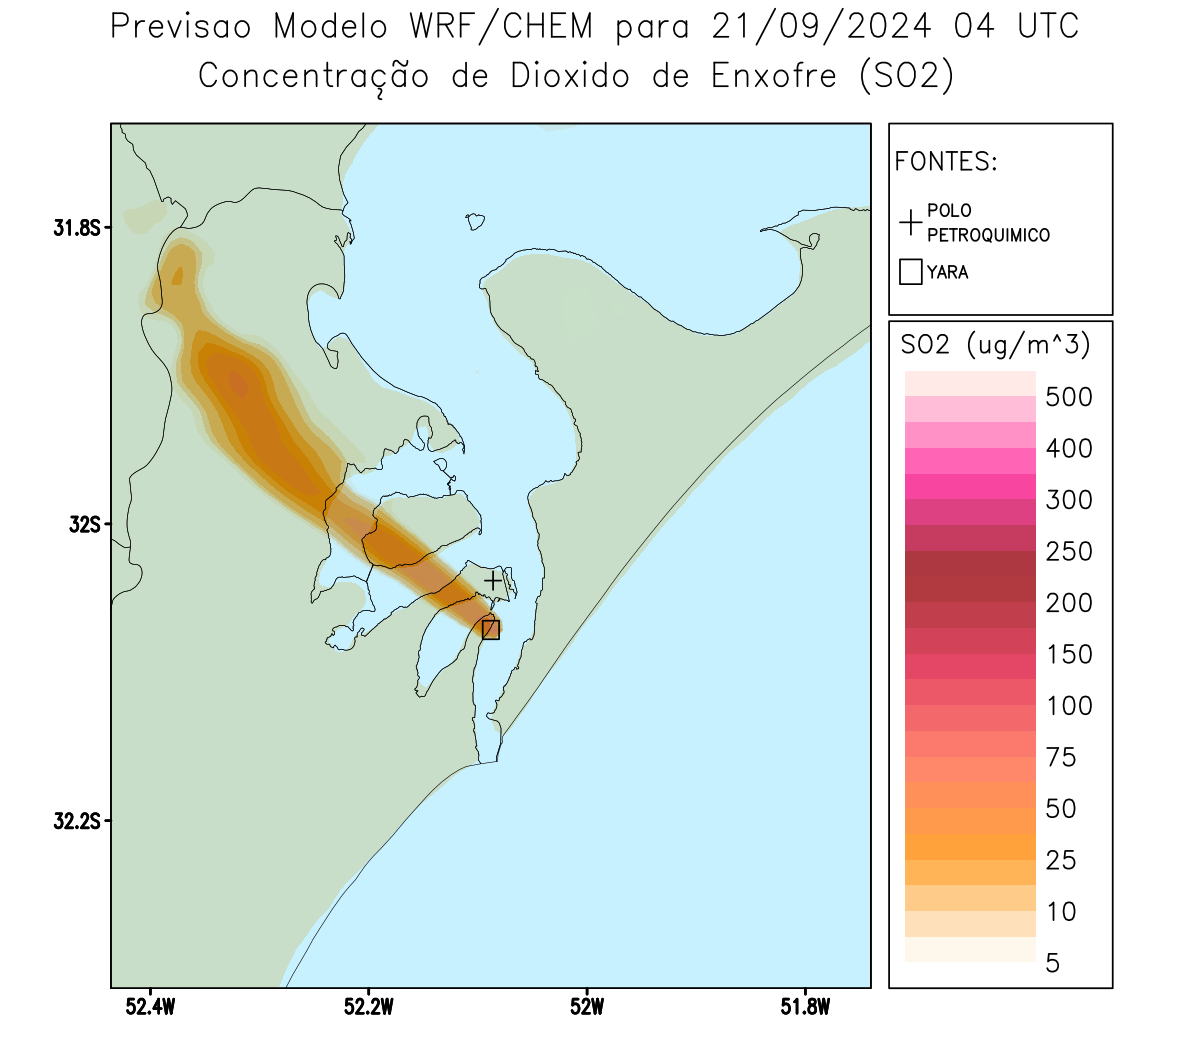 Previsao Modelo WRF/CHEM para 21/09/2024 04 UTC
Concentração de Dioxido de Enxofre (SO2)
FONTES:
POLO
PETROQUIMICO
YARA
SO2 (ug/m^3)
500
400
300
250
200
150
100
75
50
25
10
5
31.8S
32S
32.2S
52.4W
52.2W
52W
51.8W